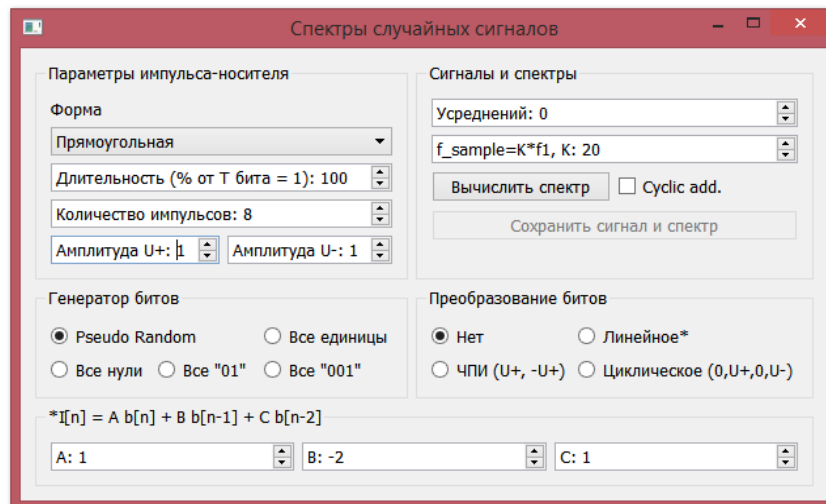 Спектры случайных сигналов
Параметры импульса-носителя
Форма
Прямоугольная
Длительность (% от Т бита = 1): 100
Количество импульсов: 8
Амплитуда U+: 1 Амплитуда U-: 1
Сигналы и спектры
Усреднений: 0
f_sample=K*f1, K: 20
Вычислить спектр Cyclic add.
Сохранить сигнал и спектр
Генератор битов
Pseudo Random Все единицы
Все нули Все "01" Все "001"
Преобразование битов
Нет Линейное*
ЧПИ (U+, -U+) Циклическое (0,U+,0,U-)
*I[n] = A b[n] + B b[n-1] + C b[n-2]
A: 1 B: -2 C: 1